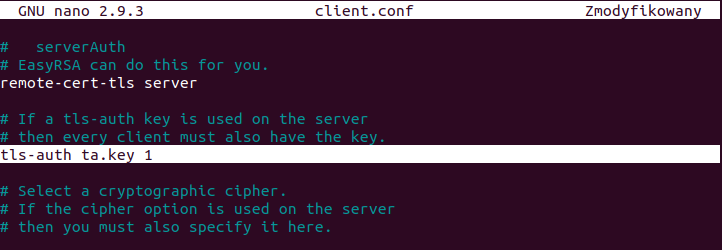 GNU nano 2.9.3 client.conf Zmodyfikowany
#   serverAuth
# EasyRSA can do this for you.
remote-cert-tls server
# If a tls-auth key is used on the server
# then every client must also have the key.
tls-auth ta.key 1
# Select a cryptographic cipher.
# If the cipher option is used on the server
# then you must also specify it here.